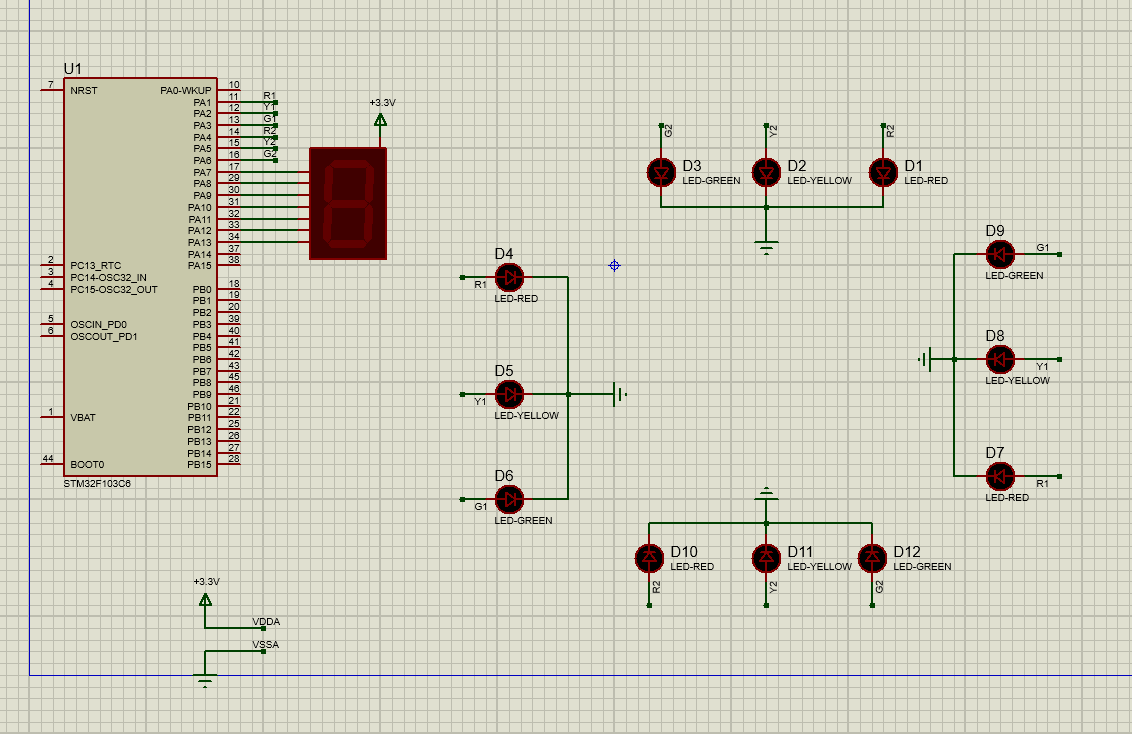 U1
7 NRST
2 PC13_RTC
3 PC14-OSC32_IN
4 PC15-OSC32_OUT
5 OSCIN_PD0
6 OSCOUT_PD1
1 VBAT
44 BOOT0
PA0-WKUP 10
PA1 11 R1
PA2 12 Y1
PA3 13 G1
PA4 14 R2
PA5 15 Y2
PA6 16 G2
PA7 17
PA8 29
PA9 30
PA10 31
PA11 32
PA12 33
PA13 34
PA14 37
PA15 38
PB0 18
PB1 19
PB2 20
PB3 39
PB4 40
PB5 41
PB6 42
PB7 43
PB8 45
PB9 46
PB10 21
PB11 22
PB12 25
PB13 26
PB14 27
PB15 28
STM32F103C6
+3.3V
G2
D3
LED-GREEN
Y2
D2
LED-YELLOW
R2
D1
LED-RED
D4
R1
LED-RED
D5
Y1
LED-YELLOW
D6
G1
LED-GREEN
D9
G1
LED-GREEN
D8
Y1
LED-YELLOW
D7
R1
LED-RED
D10
LED-RED
R2
D11
LED-YELLOW
Y2
D12
LED-GREEN
G2
+3.3V
VDDA
VSSA